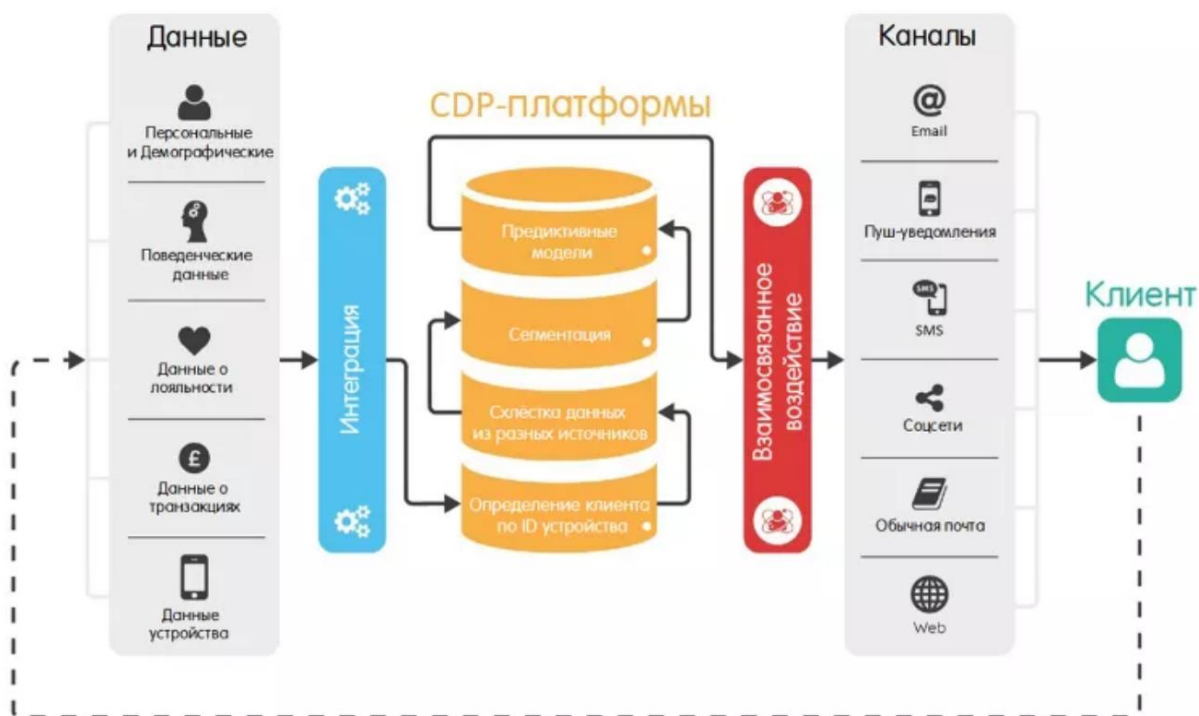 Данные
Персональные
и Демографические
Поведенческие
данные
Данные о
лояльности
£
Данные о
транзакциях
Данные
устройства
Интеграция
CDP-платформы
Предиктивные
модели
Сегментация
Схлёстка данных
из разных источников
Определение клиента
по ID устройства
Взаимосвязанное
воздействие
Каналы
@
Email
Пуш-уведомления
SMS
SMS
Соцсети
Обычная почта
Web
Клиент